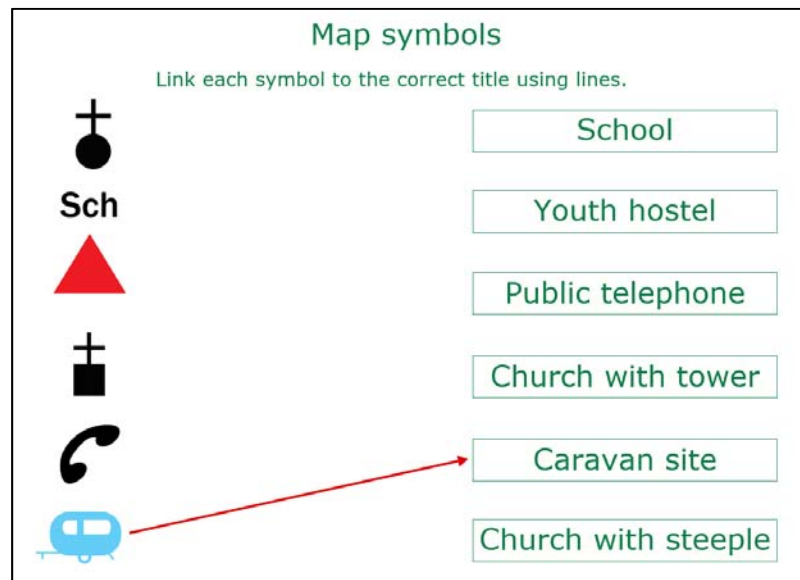 Map symbols
Link each symbol to the correct title using lines.
School
Sch
Youth hostel
Public telephone
Church with tower
Caravan site
Church with steeple